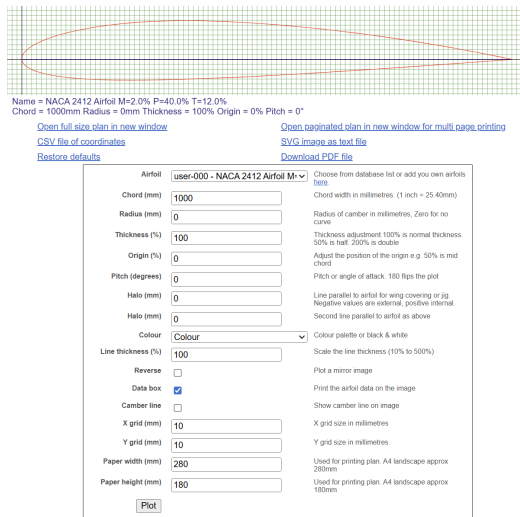 Name = NACA 2412 Airfoil M=2.0% P=40.0% T=12.0%
Chord = 1000mm Radius = 0mm Thickness = 100% Origin = 0% Pitch = 0°
Open full size plan in new window
Open paginated plan in new window for multi page printing
CSV file of coordinates
SVG image as text file
Restore defaults
Download PDF file
Airfoil
user-000 - NACA 2412 Airfoil M=
Choose from database list or add you own airfoils
here.
Chord (mm)
1000
Chord width in millimetres. (1 inch = 25.40mm)
Radius (mm)
0
Radius of camber in millimetres, Zero for no
curve
Thickness (%)
100
Thickness adjustment 100% is normal thickness.
50% is half. 200% is double
Origin (%)
0
Adjust the position of the origin e.g. 50% is mid
chord
Pitch (degrees)
0
Pitch or angle of attack. 180 flips the plot
Halo (mm)
0
Line parallel to airfoil for wing covering or jig.
Negative values are external, positive internal.
Halo (mm)
0
Second line parallel to airfoil as above
Colour
Colour
Colour palette or black & white
Line thickness (%)
100
Scale the line thickness (10% to 500%)
Reverse
Plot a mirror image
Data box
Print the airfoil data on the image
Camber line
Show camber line on image
X grid (mm)
10
X grid size in millimetres
Y grid (mm)
10
Y grid size in millimetres
Paper width (mm)
280
Used for printing plan. A4 landscape approx
280mm
Paper height (mm)
180
Used for printing plan. A4 landscape approx
180mm
Plot